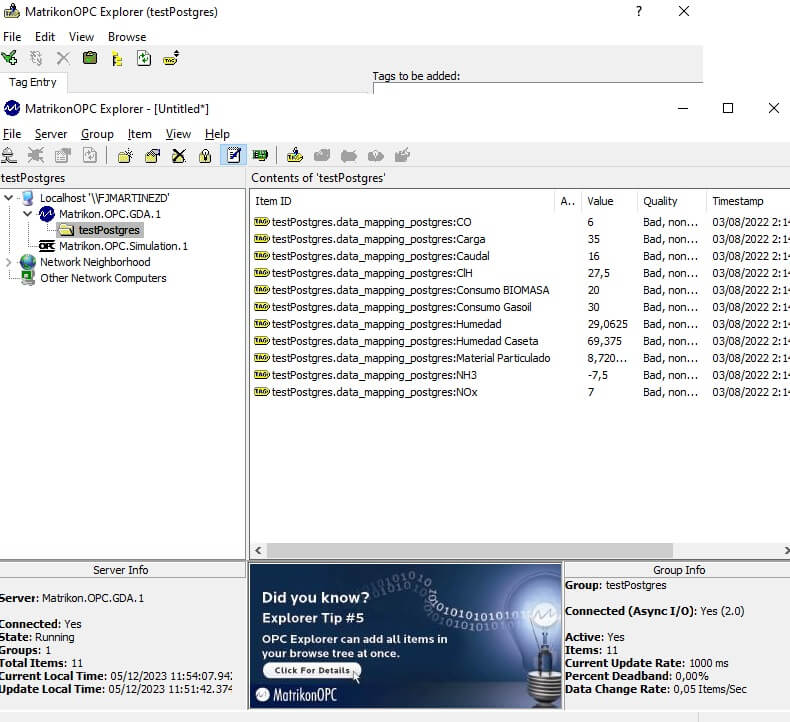 MatrikonOPC Explorer (testPostgres) ?
File Edit View Browse
Tag Entry
Tags to be added:
MatrikonOPC Explorer - [Untitled*]
File Server Group Item View Help
testPostgres
Contents of 'testPostgres'
Localhost '\\FJMARTINEZD'
Matrikon.OPC.GDA.1
testPostgres
Matrikon.OPC.Simulation.1
Network Neighborhood
Other Network Computers
Item ID A.. Value Quality Timestamp
testPostgres.data_mapping_postgres:CO 6 Bad, non... 03/08/2022 2:14
testPostgres.data_mapping_postgres:Carga 35 Bad, non... 03/08/2022 2:14
testPostgres.data_mapping_postgres:Caudal 16 Bad, non... 03/08/2022 2:14
testPostgres.data_mapping_postgres:ClH 27,5 Bad, non... 03/08/2022 2:14
testPostgres.data_mapping_postgres:Consumo BIOMASA 20 Bad, non... 03/08/2022 2:14
testPostgres.data_mapping_postgres:Consumo Gasoil 30 Bad, non... 03/08/2022 2:14
testPostgres.data_mapping_postgres:Humedad 29,0625 Bad, non... 03/08/2022 2:14
testPostgres.data_mapping_postgres:Humedad Caseta 69,375 Bad, non... 03/08/2022 2:14
testPostgres.data_mapping_postgres:Material Particulado 8,720... Bad, non... 03/08/2022 2:14
testPostgres.data_mapping_postgres:NH3 -7,5 Bad, non... 03/08/2022 2:14
testPostgres.data_mapping_postgres:NOx 7 Bad, non... 03/08/2022 2:14
Server Info
Server: Matrikon.OPC.GDA.1
Connected: Yes
State: Running
Groups: 1
Total Items: 11
Current Local Time: 05/12/2023 11:54:07.942
Update Local Time: 05/12/2023 11:51:42.374
Did you know?
Explorer Tip #5
OPC Explorer can add all items in
your browse tree at once.
Click For Details
MatrikonOPC
Group Info
Group: testPostgres
Connected (Async I/O): Yes (2.0)
Active: Yes
Items: 11
Current Update Rate: 1000 ms
Percent Deadband: 0,00%
Data Change Rate: 0,05 Items/Sec